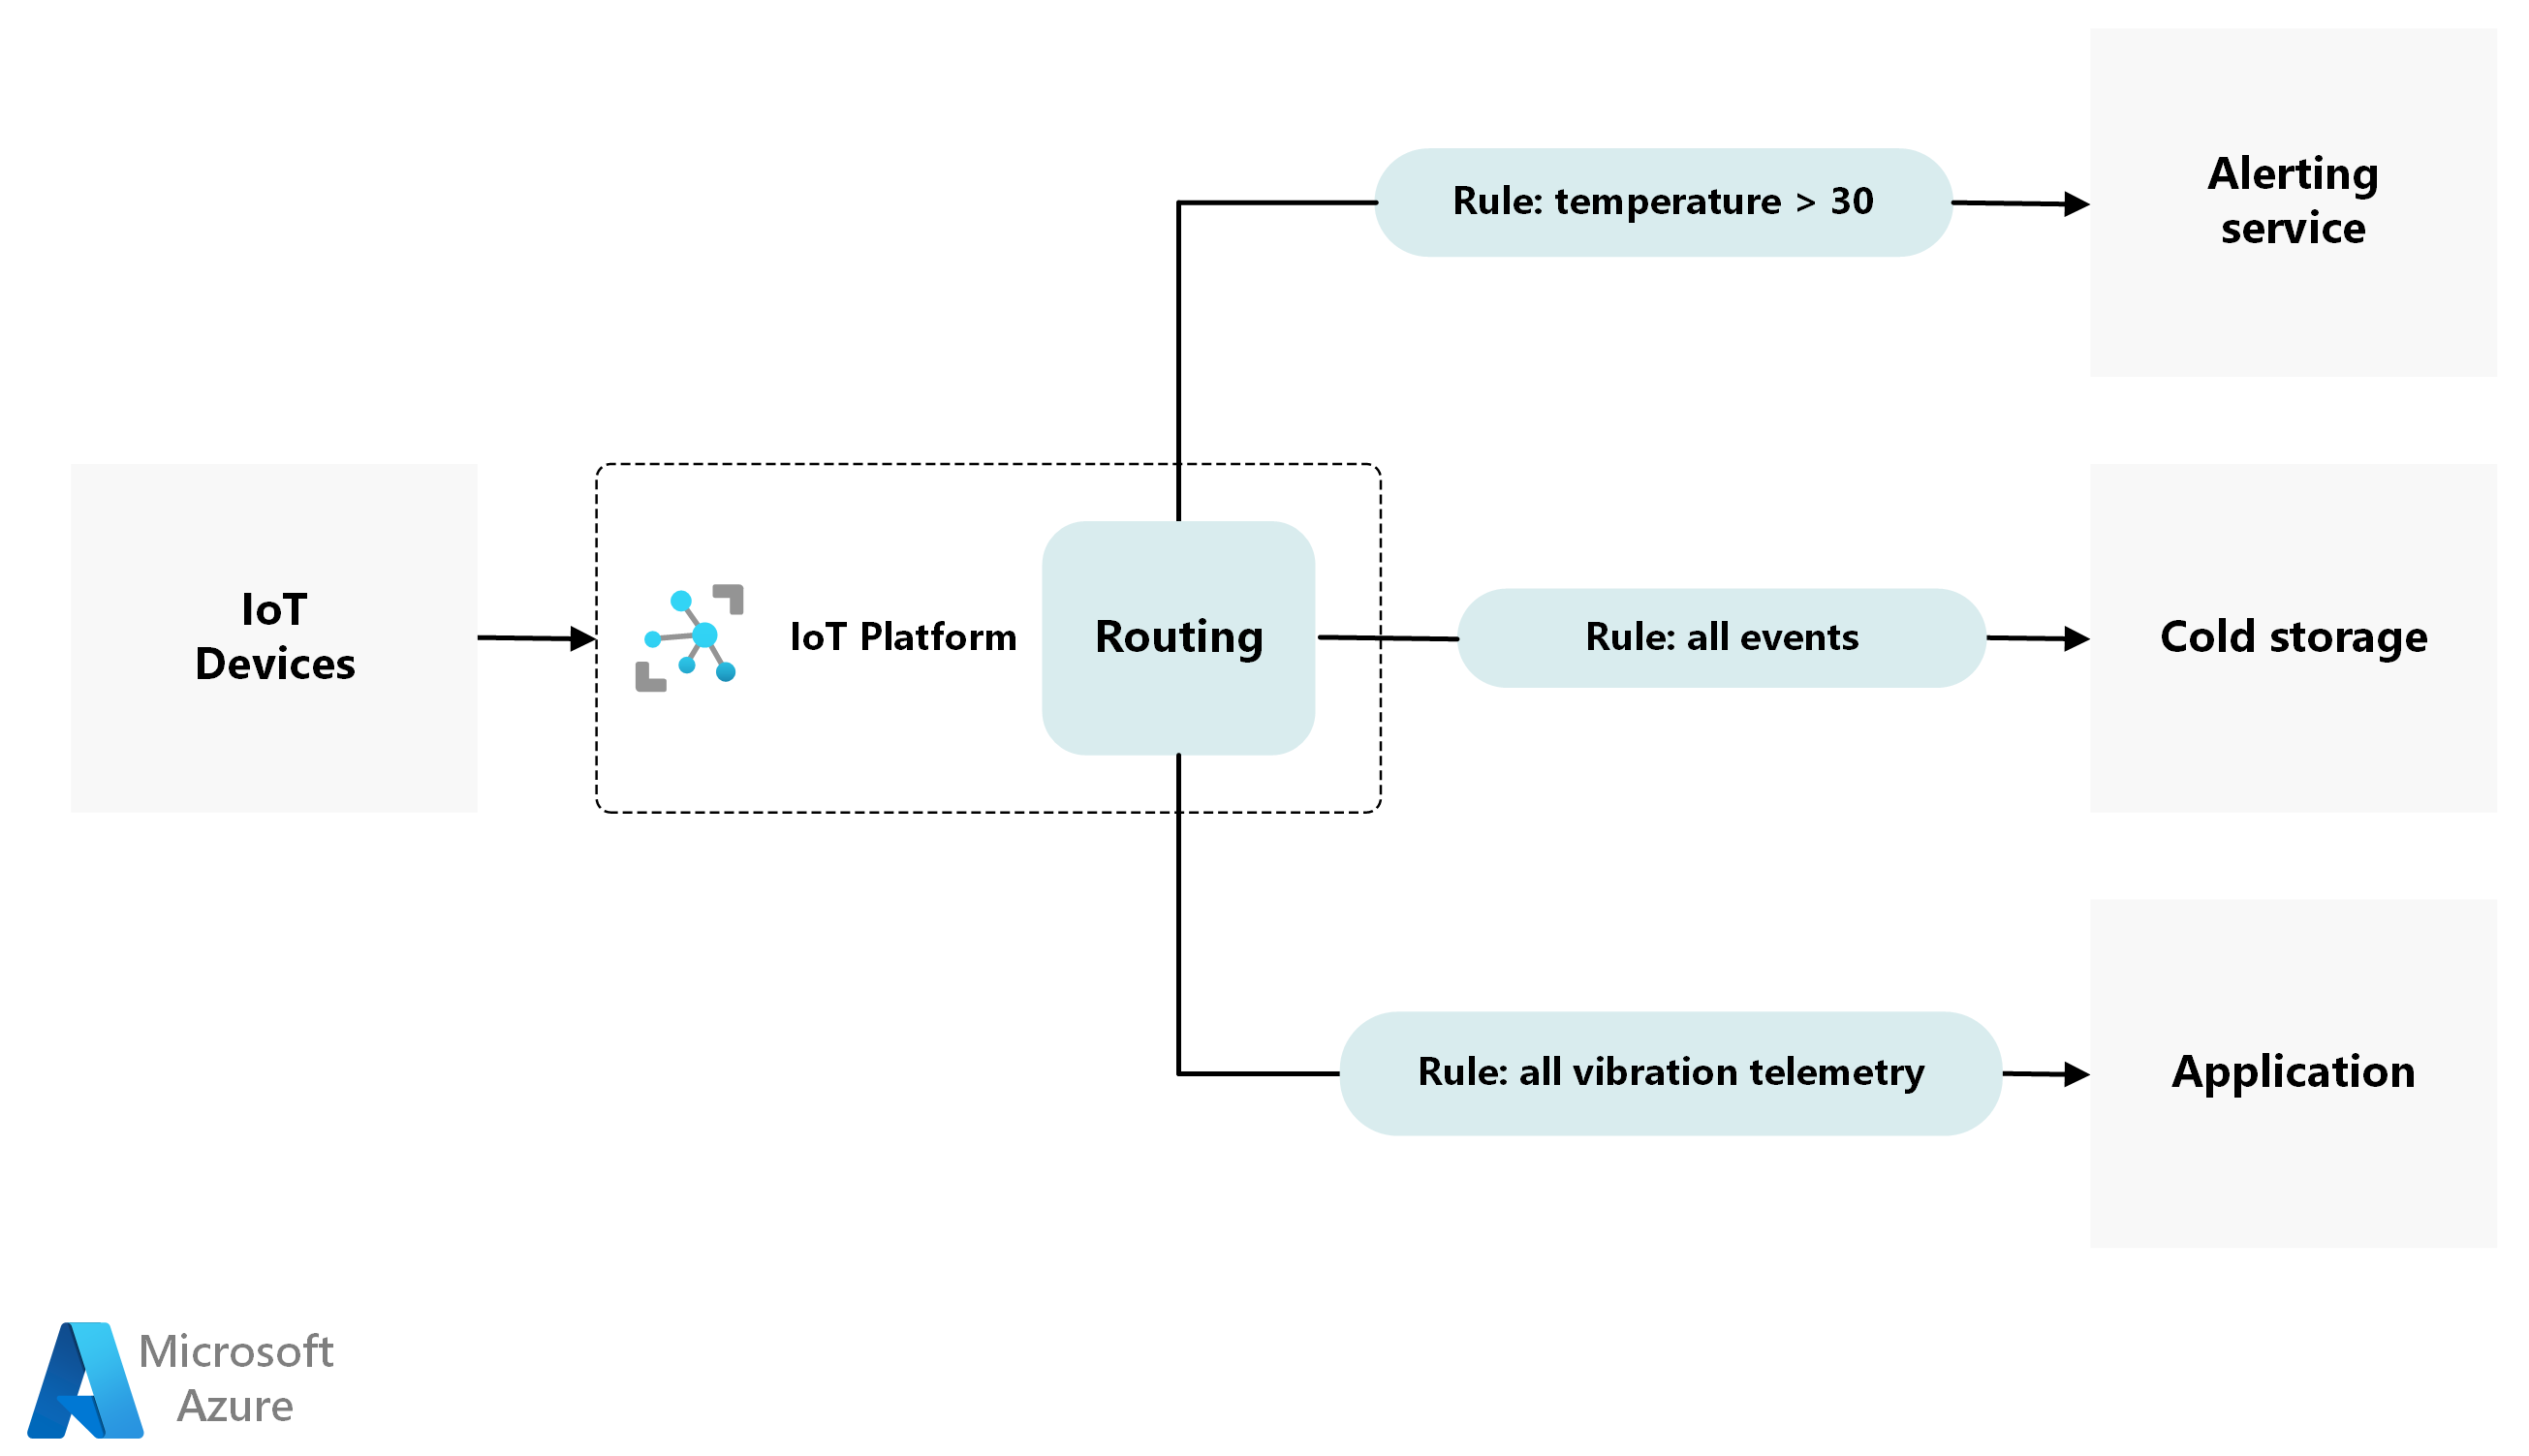 Rule: temperature > 30
Alerting
service
IoT
Devices
IoT Platform
Routing
Rule: all events
Cold storage
Rule: all vibration telemetry
Application
Microsoft
Azure